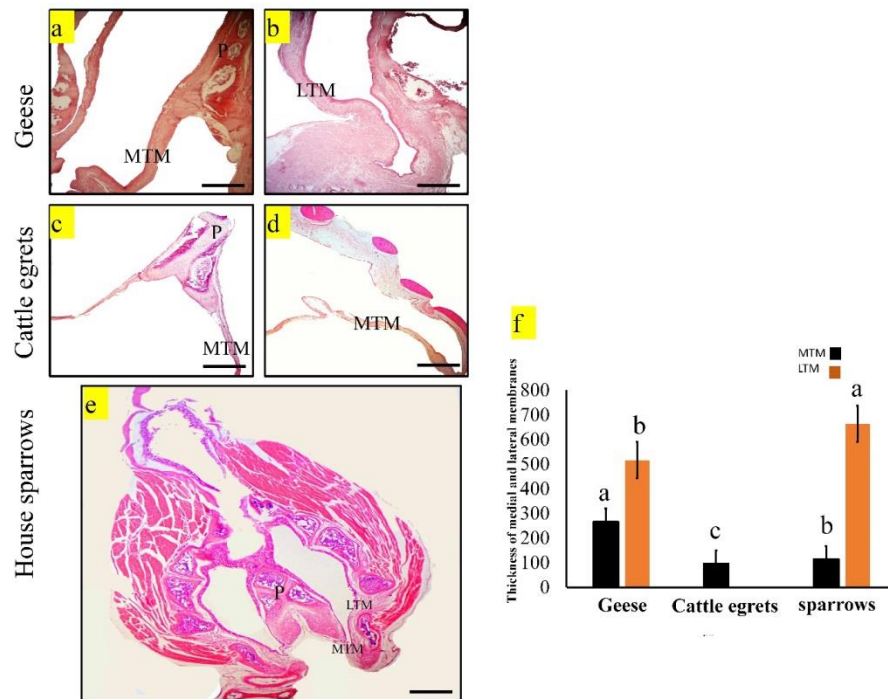 a
P
MTM
b
LTM
Geese
c
P
MTM
d
MTM
Cattle egrets
e
P
LTM
MTM
House sparrows
f
MTM
LTM
Thickness of medial and lateral membranes
800
700
600
500
400
300
200
100
0
a
b
c
b
a
Geese
Cattle egrets
sparrows